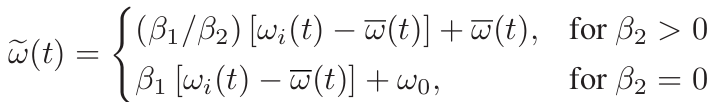 ω̃(t) = { (β₁/β₂) [ωᵢ(t) − ω̅(t)] + ω̅(t), for β₂ > 0
β₁ [ωᵢ(t) − ω̅(t)] + ω₀, for β₂ = 0